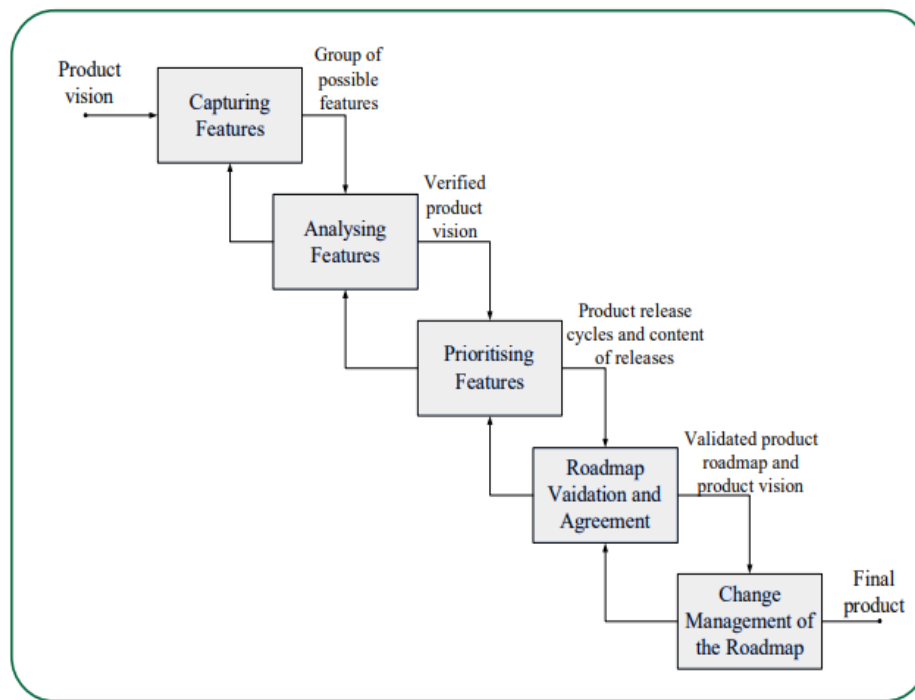 Product
vision
Capturing
Features
Group of
possible
features
Analysing
Features
Verified
product
vision
Prioritising
Features
Product release
cycles and content
of releases
Roadmap
Vaidation and
Agreement
Validated product
roadmap and
product vision
Change
Management of
the Roadmap
Final
product